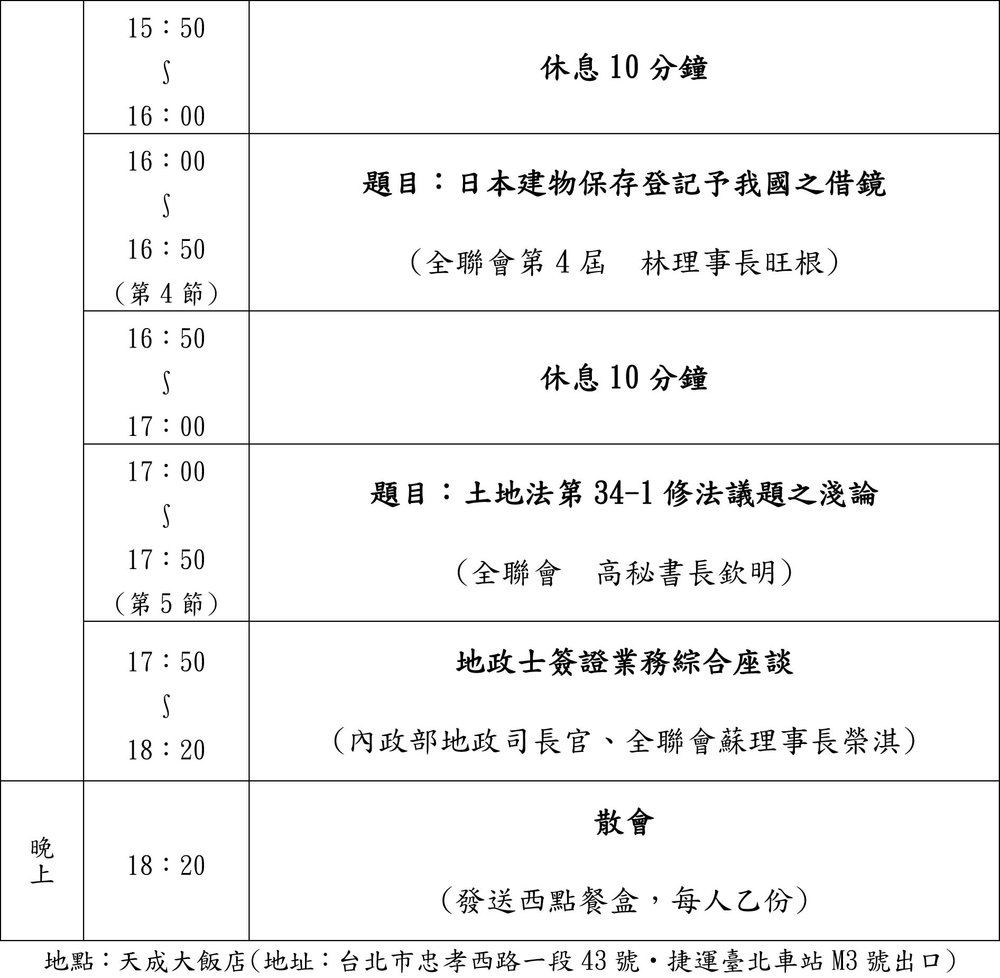 15：50
∫
16：00
休息 10 分鐘
16：00
∫
16：50
（第 4 節）
題目：日本建物保存登記予我國之借鏡
（全聯會第 4 屆　林理事長旺根）
16：50
∫
17：00
休息 10 分鐘
17：00
∫
17：50
（第 5 節）
題目：土地法第 34-1 修法議題之淺論
（全聯會　高秘書長欽明）
17：50
∫
18：20
地政士簽證業務綜合座談
（內政部地政司長官、全聯會蘇理事長榮淇）
晚
上
18：20
散會
（發送西點餐盒，每人乙份）
地點：天成大飯店(地址：台北市忠孝西路一段 43 號‧捷運臺北車站 M3 號出口)